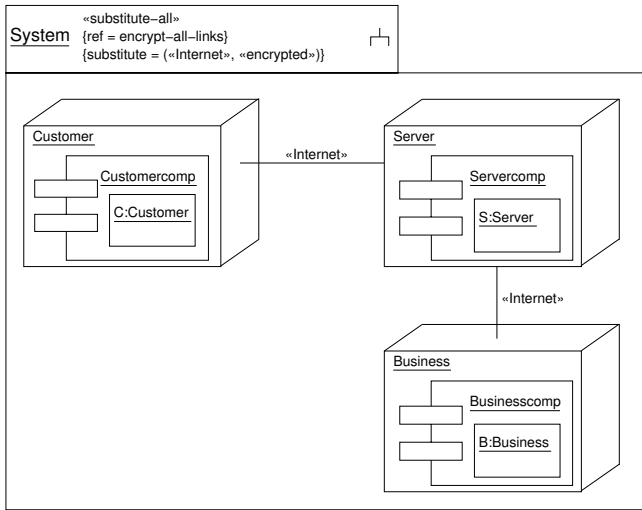 «substitute–all»
System {ref = encrypt–all–links}
{substitute = («Internet», «encrypted»)}
Customer
Customercomp
C:Customer
«Internet»
Server
Servercomp
S:Server
«Internet»
Business
Businesscomp
B:Business